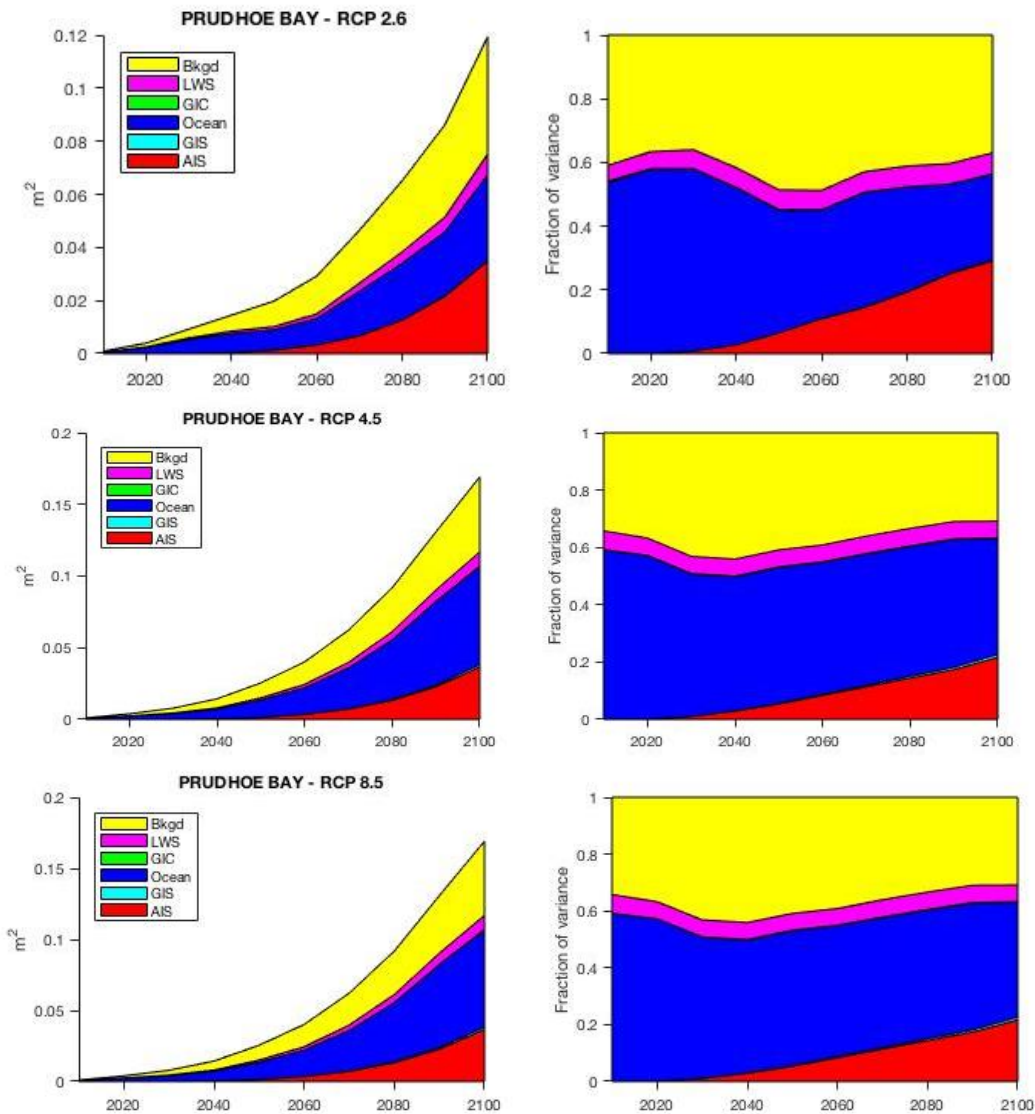 PRUDHOE BAY - RCP 2.6
0.12
0.1
0.08
0.06
0.04
0.02
0
m²
Bkgd
LWS
GIC
Ocean
GIS
AIS
2020 2040 2060 2080 2100
1
0.8
0.6
0.4
0.2
0
Fraction of variance
2020 2040 2060 2080 2100
PRUDHOE BAY - RCP 4.5
0.2
0.15
0.1
0.05
0
m²
Bkgd
LWS
GIC
Ocean
GIS
AIS
2020 2040 2060 2080 2100
1
0.8
0.6
0.4
0.2
0
Fraction of variance
2020 2040 2060 2080 2100
PRUDHOE BAY - RCP 8.5
0.2
0.15
0.1
0.05
0
m²
Bkgd
LWS
GIC
Ocean
GIS
AIS
2020 2040 2060 2080 2100
1
0.8
0.6
0.4
0.2
0
Fraction of variance
2020 2040 2060 2080 2100